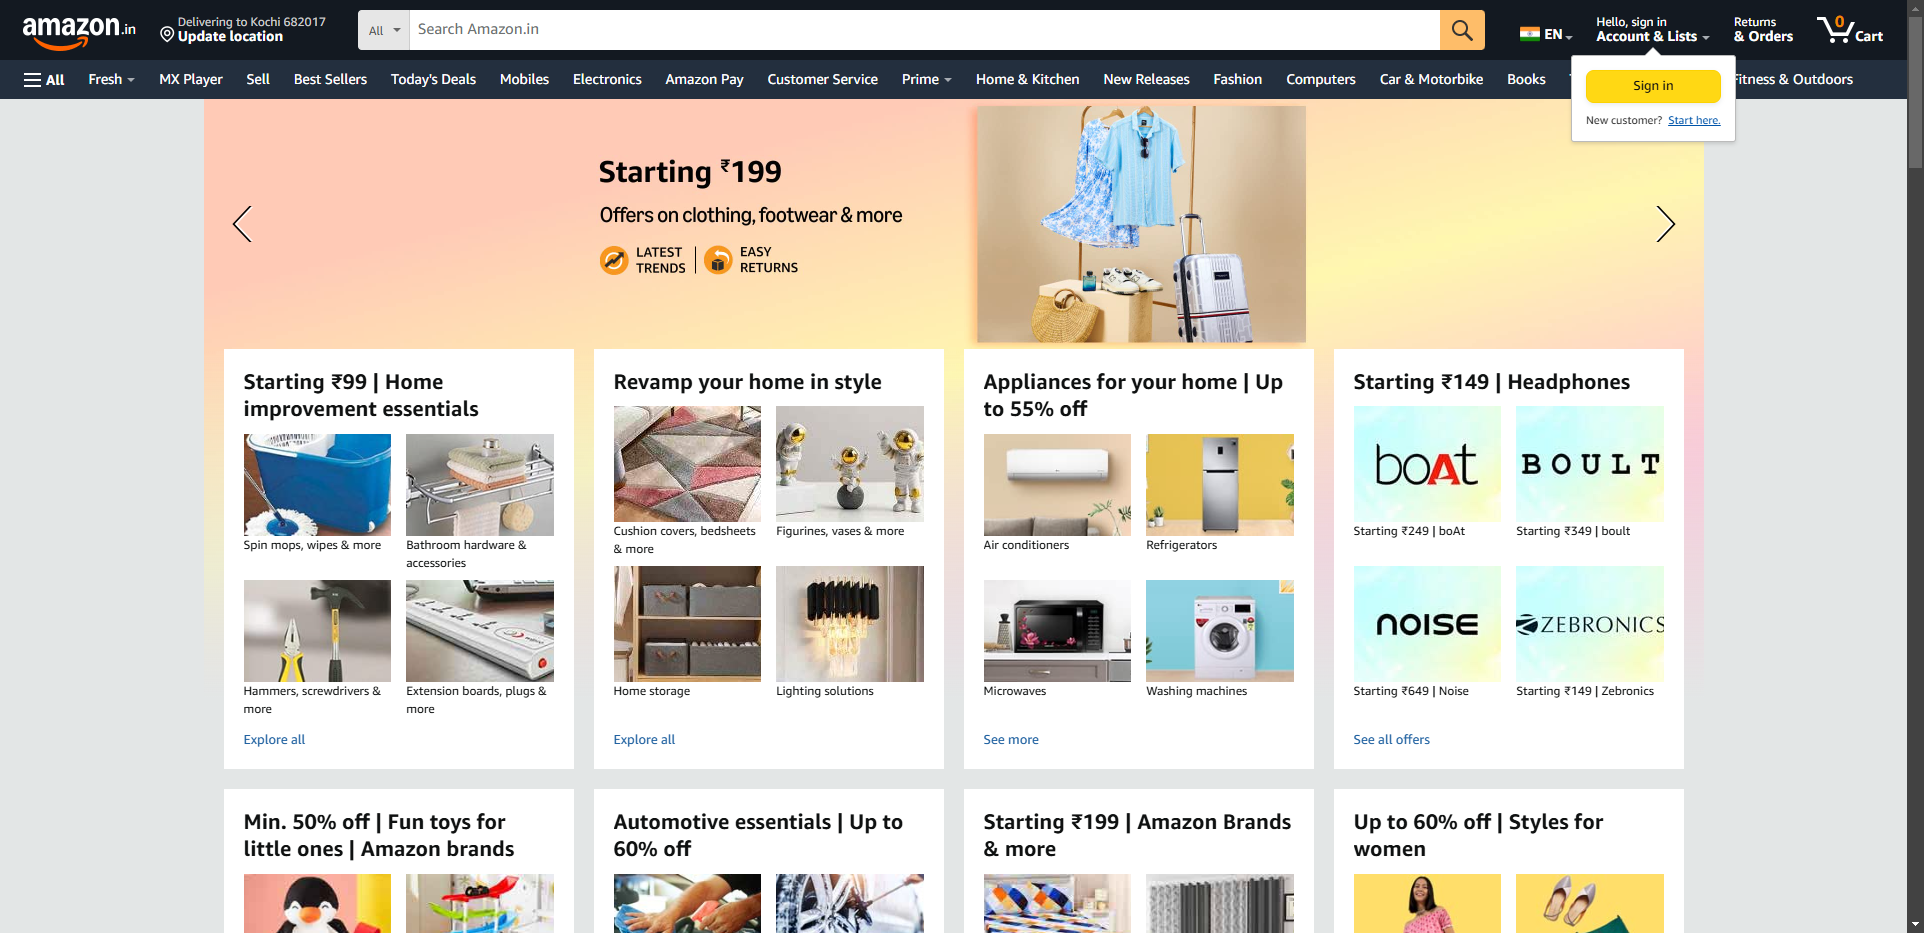 amazon.in
Delivering to Kochi 682017
Update location
All
Search Amazon.in
EN
Hello, sign in
Account & Lists
Returns
& Orders
0
Cart
All
Fresh
MX Player
Sell
Best Sellers
Today's Deals
Mobiles
Electronics
Amazon Pay
Customer Service
Prime
Home & Kitchen
New Releases
Fashion
Computers
Car & Motorbike
Books
Fitness & Outdoors
Sign in
New customer? Start here.
Starting ₹199
Offers on clothing, footwear & more
LATEST
TRENDS
EASY
RETURNS
Starting ₹99 | Home
improvement essentials
Spin mops, wipes & more
Bathroom hardware &
accessories
Hammers, screwdrivers &
more
Extension boards, plugs &
more
Explore all
Revamp your home in style
Cushion covers, bedsheets
& more
Figurines, vases & more
Home storage
Lighting solutions
Explore all
Appliances for your home | Up
to 55% off
Air conditioners
Refrigerators
Microwaves
Washing machines
See more
Starting ₹149 | Headphones
boAt
BOULT
Starting ₹249 | boAt
Starting ₹349 | boult
noise
ZEBRONICS
Starting ₹649 | Noise
Starting ₹149 | Zebronics
See all offers
Min. 50% off | Fun toys for
little ones | Amazon brands
Automotive essentials | Up to
60% off
Starting ₹199 | Amazon Brands
& more
Up to 60% off | Styles for
women